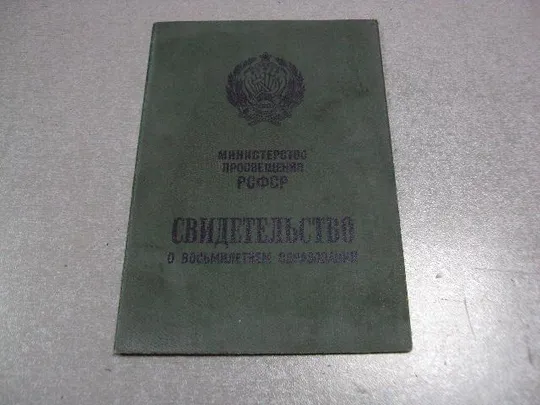 МИНИСТЕРСТВО
ПРОСВЕЩЕНИЯ
РСФСР
СВИДЕТЕЛЬСТВО
О ВОСЬМИЛЕТНЕМ ОБРАЗОВАНИИ